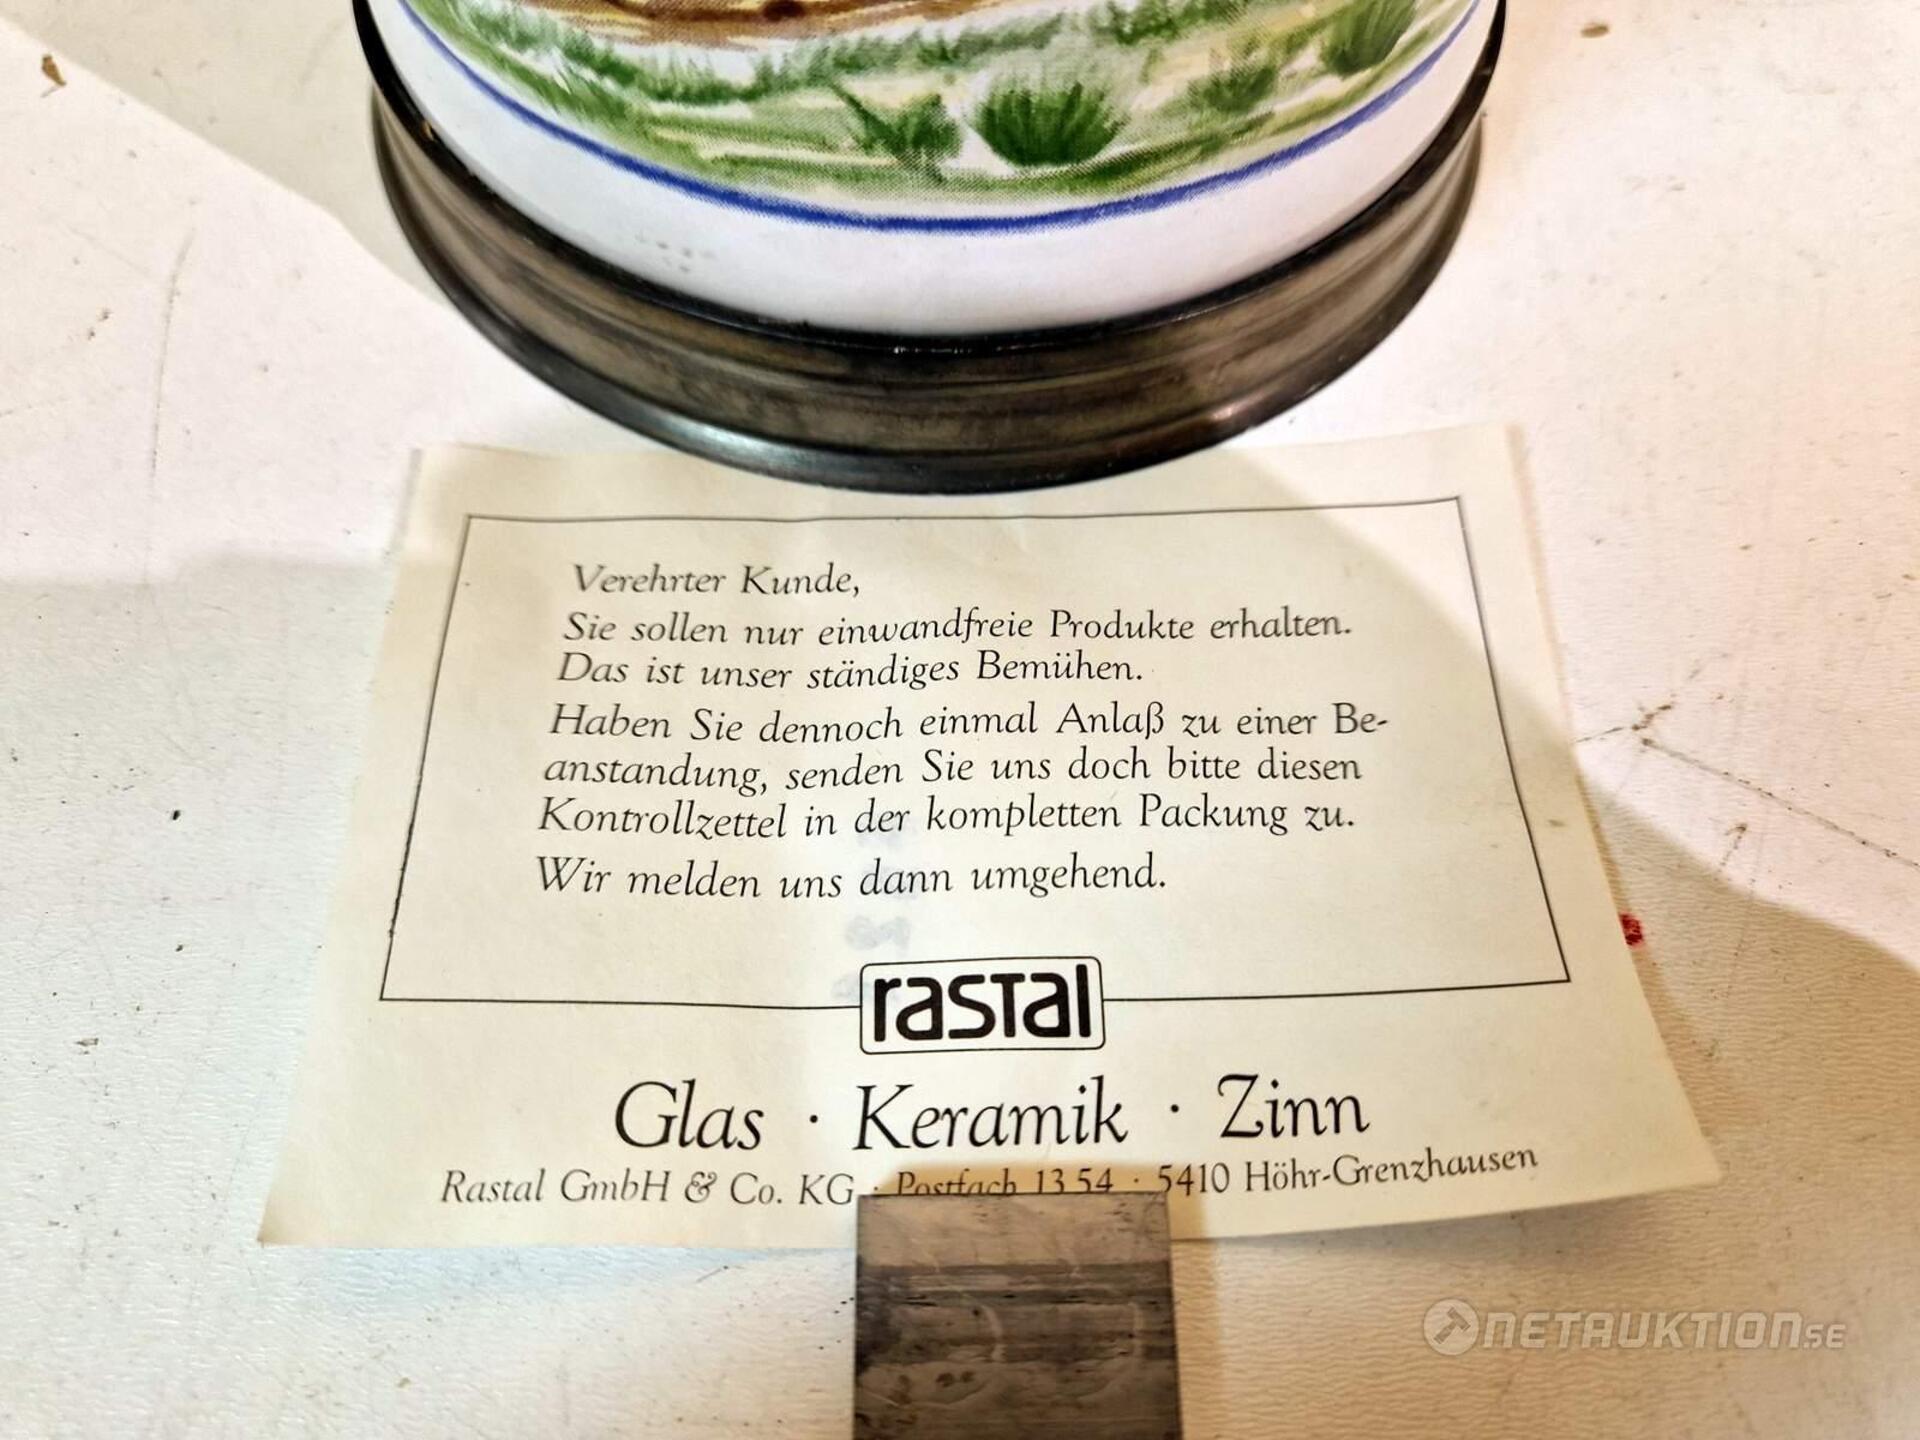 Verehrter Kunde,
Sie sollen nur einwandfreie Produkte erhalten.
Das ist unser ständiges Bemühen.
Haben Sie dennoch einmal Anlaß zu einer Be-
anstandung, senden Sie uns doch bitte diesen
Kontrollzettel in der kompletten Packung zu.
Wir melden uns dann umgehend.
rastal
Glas · Keramik · Zinn
Rastal GmbH & Co. KG · Postfach 13 54 · 5410 Höhr-Grenzhausen
NETAUKTION.SE